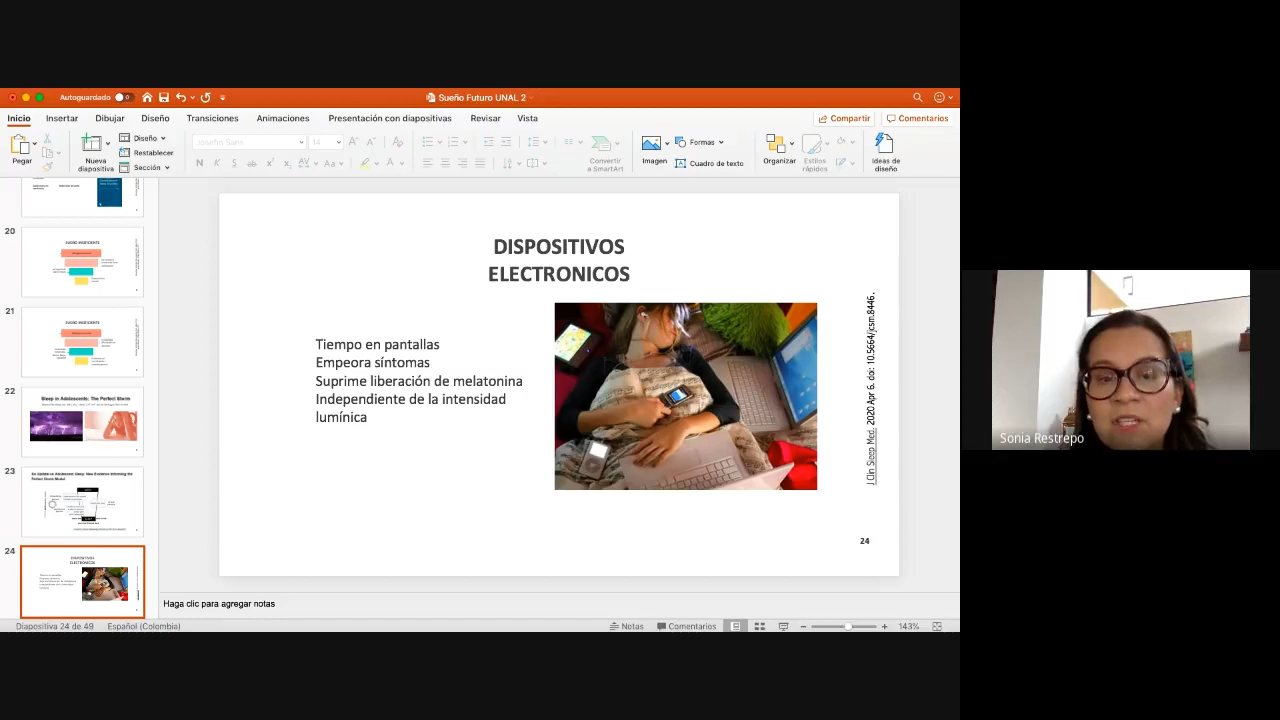 Autoguardado
Sueño Futuro UNAL 2
Inicio
Insertar
Dibujar
Diseño
Transiciones
Animaciones
Presentación con diapositivas
Revisar
Vista
Compartir
Comentarios
Pegar
Nueva
diapositiva
Diseño
Restablecer
Sección
Josefin Sans
14
Convertir
a SmartArt
Imagen
Formas
Cuadro de texto
Organizar
Estilos
rápidos
Ideas de
diseño
20
21
22
Sleep in Adolescents: The Perfect Storm
23
24
DISPOSITIVOS
ELECTRONICOS
Tiempo en pantallas
Empeora síntomas
Suprime liberación de melatonina
Independiente de la intensidad
lumínica
J Clin Sleep Med. 2020 Apr 6. doi: 10.5664/jcsm.8446.
24
Haga clic para agregar notas
Diapositiva 24 de 49
Español (Colombia)
Notas
Comentarios
143%
Sonia Restrepo